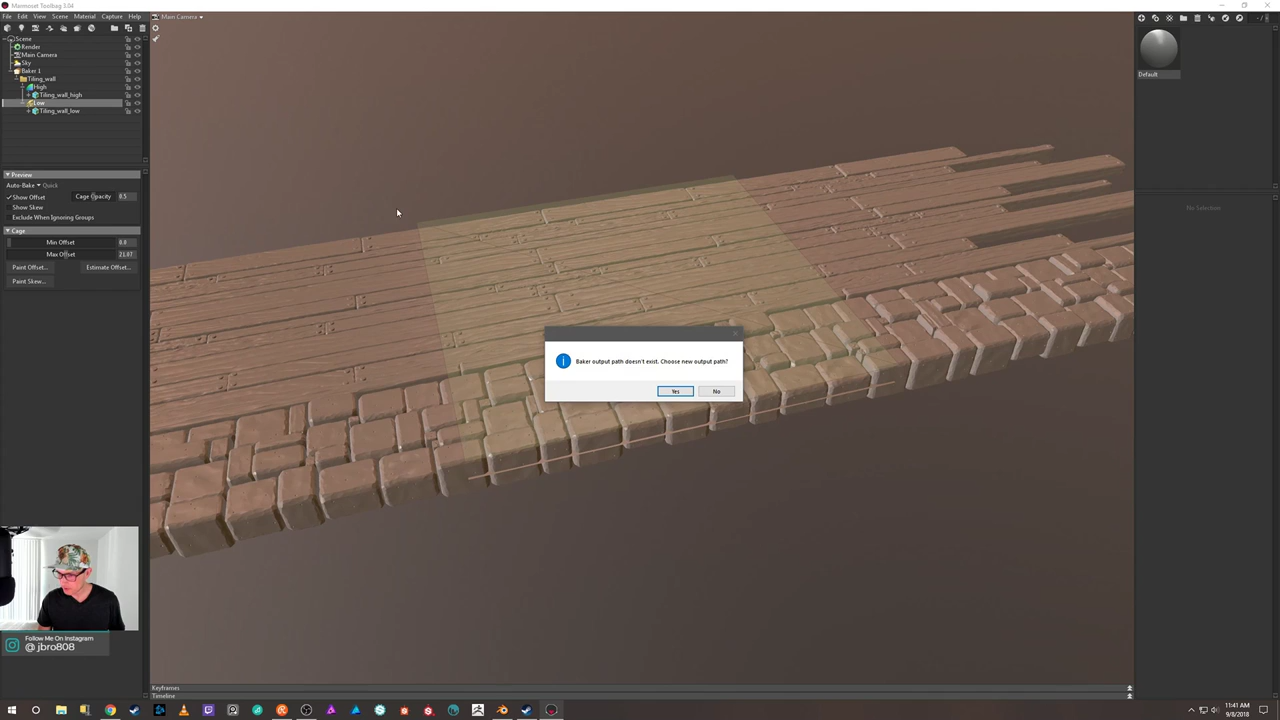 Marmoset Toolbag 3.04
File Edit View Scene Material Capture Help
Main Camera
Scene
Render
Main Camera
Sky
Baker 1
Tiling_wall
High
Tiling_wall_high
Low
Tiling_wall_low
Default
Preview
Auto-Bake Quick
Show Offset Cage Opacity 0.5
Show Skew
Exclude When Ignoring Groups
Cage
Min Offset 0.0
Max Offset 21.07
Paint Offset... Estimate Offset...
Paint Skew...
No Selection
Baker output path doesn't exist. Choose new output path?
Yes No
Follow Me On Instagram
@ jbro808
Keyframes
Timeline
11:41 AM
9/8/2018